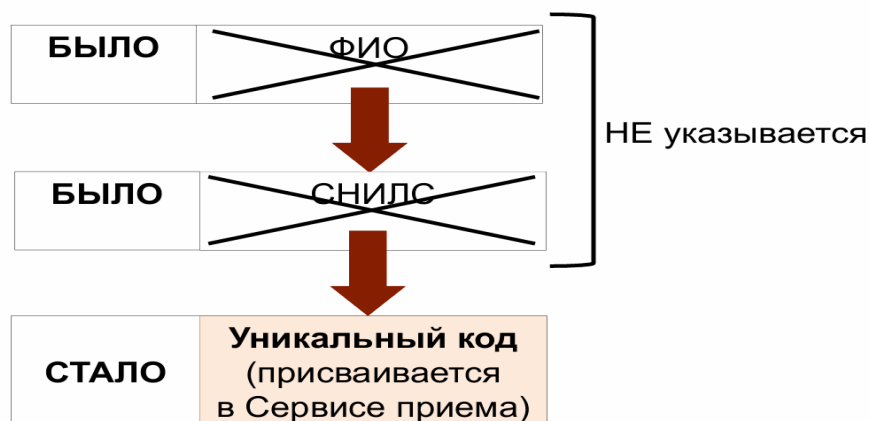 БЫЛО ФИО
НЕ указывается
БЫЛО СНИЛС
СТАЛО
Уникальный код
(присваивается
в Сервисе приема)